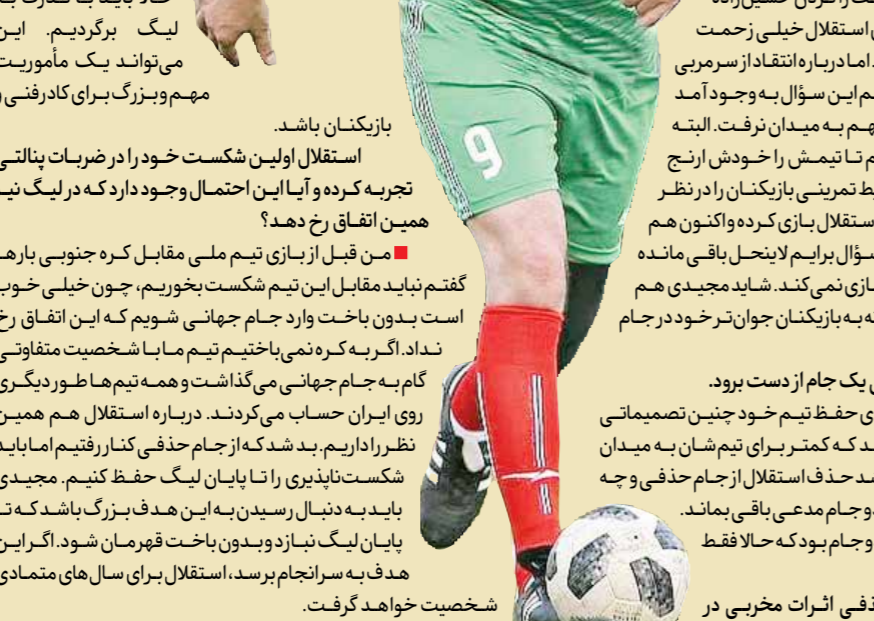 استقلال خیلی زحمت
اما درباره انتقاد از سرمربی
این سؤال به وجود آمد
هم به میدان نرفت. البته
تا تیمش را خودش ارنج
تمرینی بازیکنان را در نظر
استقلال بازی کرده واکنون هم
سؤال برایم لاینحل باقی مانده
بازی نمی‌کند. شاید مجیدی هم
به بازیکنان جوان‌تر خود در جام
یک جام از دست برود.
حفظ تیم خود چنین تصمیماتی
که کمتر برای تیم‌شان به میدان
حذف استقلال از جام حذفی و چه
جام مدعی باقی بماند.
جام بود که حالا فقط
اثرات مخربی در
9
لیگ برگردیم. این
می‌تواند یک مأموریت
مهم و بزرگ برای کادرفنی و
بازیکنان باشد.
استقلال اولین شکست خود را در ضربات پنالتی
تجربه کرده و آیا این احتمال وجود دارد که در لیگ
همین اتفاق رخ دهد؟
من قبل از بازی تیم ملی مقابل کره جنوبی
گفتم نباید مقابل این تیم شکست بخوریم، چون خیلی خوب
است بدون باخت وارد جام جهانی شویم که این اتفاق رخ
نداد. اگر به کره نمی‌باختیم تیم ما با شخصیت متفاوتی
گام به جام جهانی می‌گذاشت و همه تیم‌ها طور دیگری
روی ایران حساب می‌کردند. درباره استقلال هم همین
نظر را داریم. بد شد که از جام حذفی کنار رفتیم اما باید
شکست‌ناپذیری را تا پایان لیگ حفظ کنیم. مجیدی
باید به دنبال رسیدن به این هدف بزرگ باشد که
پایان لیگ نبازد و بدون باخت قهرمان شود. اگر این
هدف به سرانجام برسد، استقلال برای سال‌های متمادی
شخصیت خواهد گرفت.